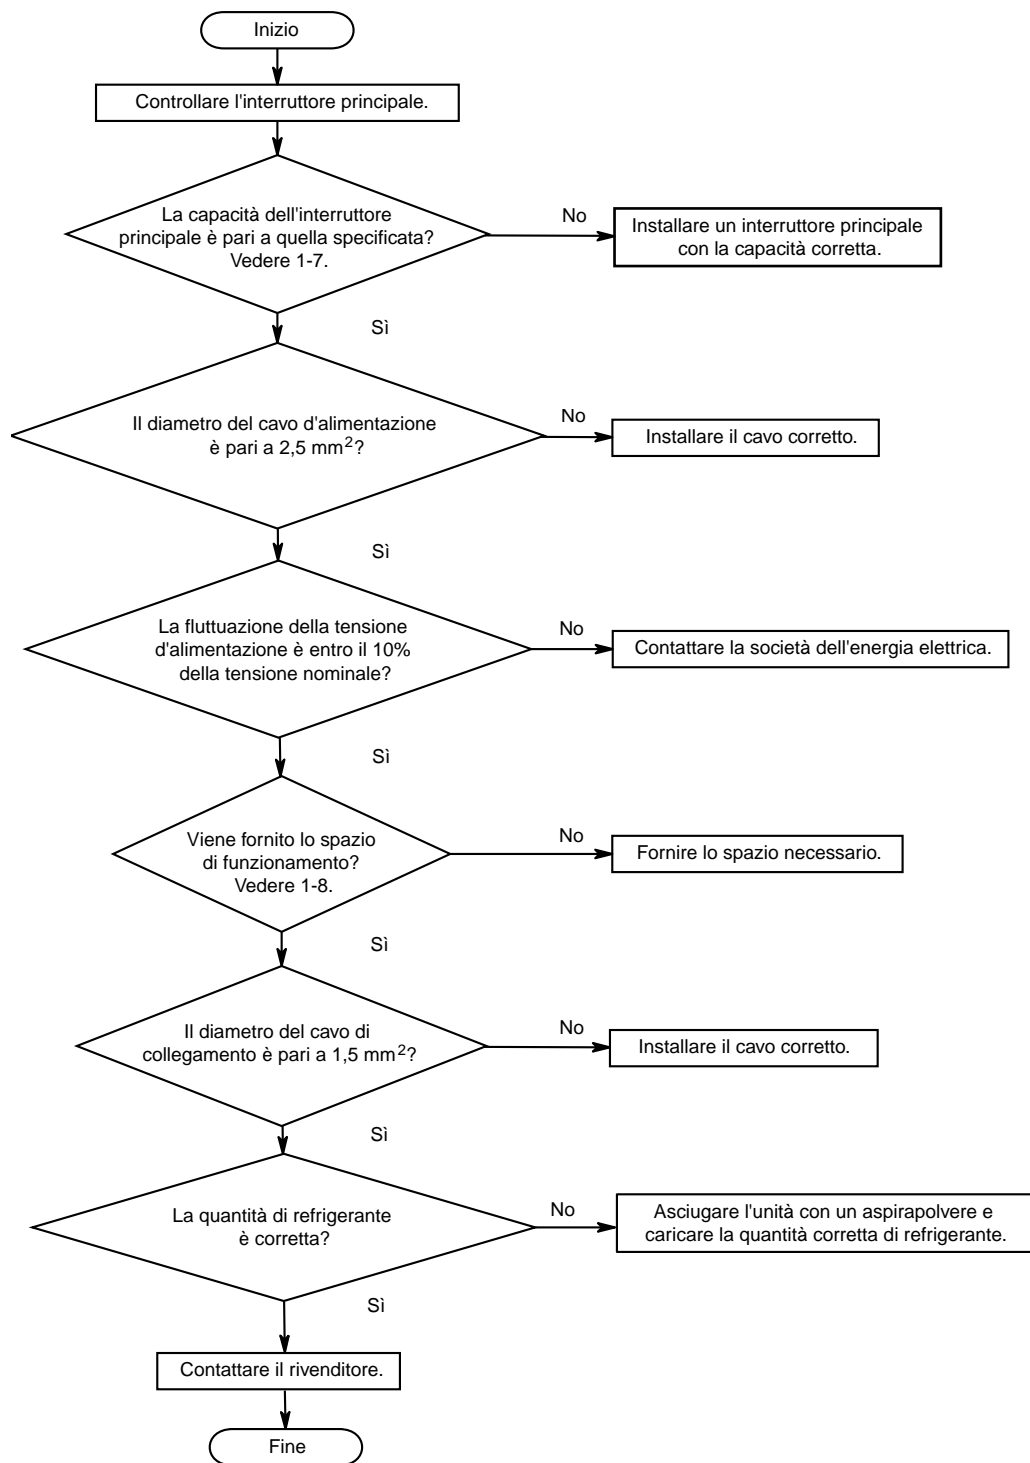 Inizio
Controllare l'interruttore principale.
La capacità dell'interruttore
principale è pari a quella specificata?
Vedere 1-7.
No
Installare un interruttore principale
con la capacità corretta.
Sì
Il diametro del cavo d'alimentazione
è pari a 2,5 mm²?
No
Installare il cavo corretto.
Sì
La fluttuazione della tensione
d'alimentazione è entro il 10%
della tensione nominale?
No
Contattare la società dell'energia elettrica.
Sì
Viene fornito lo spazio
di funzionamento?
Vedere 1-8.
No
Fornire lo spazio necessario.
Sì
Il diametro del cavo di
collegamento è pari a 1,5 mm²?
No
Installare il cavo corretto.
Sì
La quantità di refrigerante
è corretta?
No
Asciugare l'unità con un aspirapolvere e
caricare la quantità corretta di refrigerante.
Sì
Contattare il rivenditore.
Fine